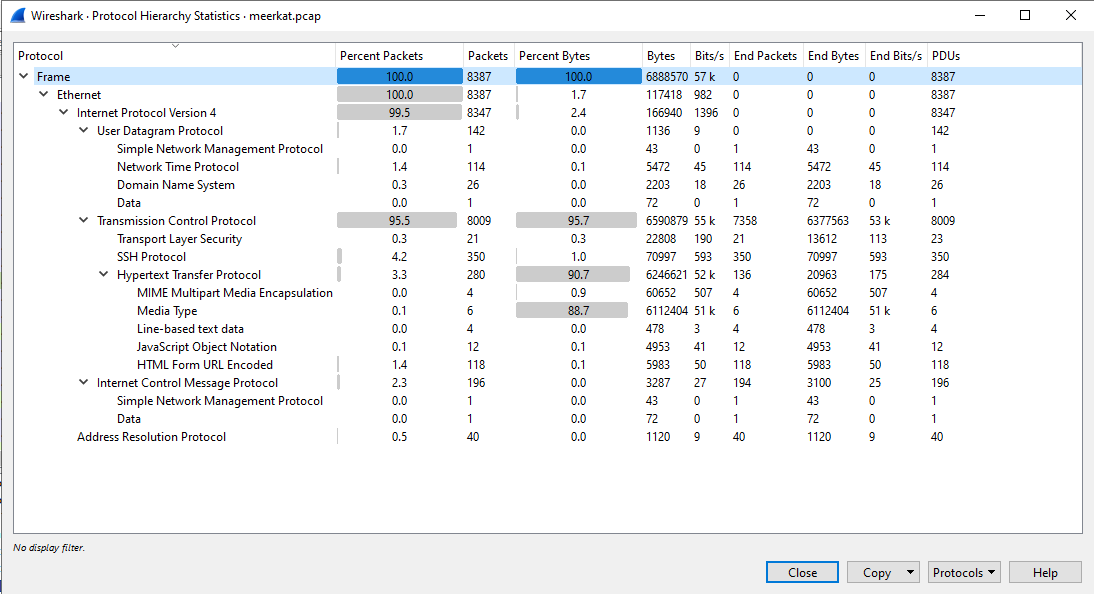 Wireshark · Protocol Hierarchy Statistics · meerkat.pcap
Protocol Percent Packets Packets Percent Bytes Bytes Bits/s End Packets End Bytes End Bits/s PDUs
Frame 100.0 8387 100.0 6888570 57 k 0 0 0 8387
Ethernet 100.0 8387 1.7 117418 982 0 0 0 8387
Internet Protocol Version 4 99.5 8347 2.4 166940 1396 0 0 0 8347
User Datagram Protocol 1.7 142 0.0 1136 9 0 0 0 142
Simple Network Management Protocol 0.0 1 0.0 43 0 1 43 0 1
Network Time Protocol 1.4 114 0.1 5472 45 114 5472 45 114
Domain Name System 0.3 26 0.0 2203 18 26 2203 18 26
Data 0.0 1 0.0 72 0 1 72 0 1
Transmission Control Protocol 95.5 8009 95.7 6590879 55 k 7358 6377563 53 k 8009
Transport Layer Security 0.3 21 0.3 22808 190 21 13612 113 23
SSH Protocol 4.2 350 1.0 70997 593 350 70997 593 350
Hypertext Transfer Protocol 3.3 280 90.7 6246621 52 k 136 20963 175 284
MIME Multipart Media Encapsulation 0.0 4 0.9 60652 507 4 60652 507 4
Media Type 0.1 6 88.7 6112404 51 k 6 6112404 51 k 6
Line-based text data 0.0 4 0.0 478 3 4 478 3 4
JavaScript Object Notation 0.1 12 0.1 4953 41 12 4953 41 12
HTML Form URL Encoded 1.4 118 0.1 5983 50 118 5983 50 118
Internet Control Message Protocol 2.3 196 0.0 3287 27 194 3100 25 196
Simple Network Management Protocol 0.0 1 0.0 43 0 1 43 0 1
Data 0.0 1 0.0 72 0 1 72 0 1
Address Resolution Protocol 0.5 40 0.0 1120 9 40 1120 9 40
No display filter.
Close Copy Protocols Help